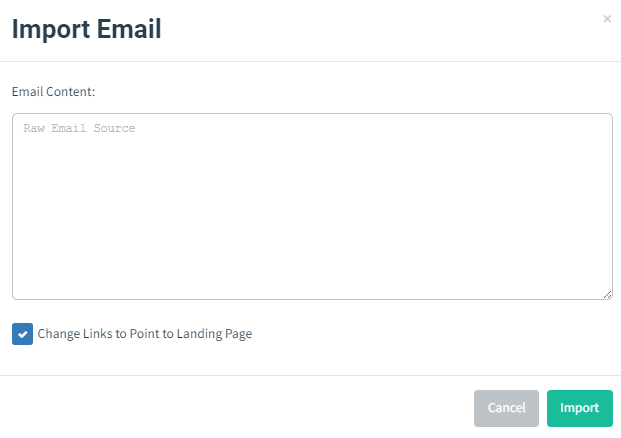 Import Email
×
Email Content:
Raw Email Source
Change Links to Point to Landing Page
Cancel
Import